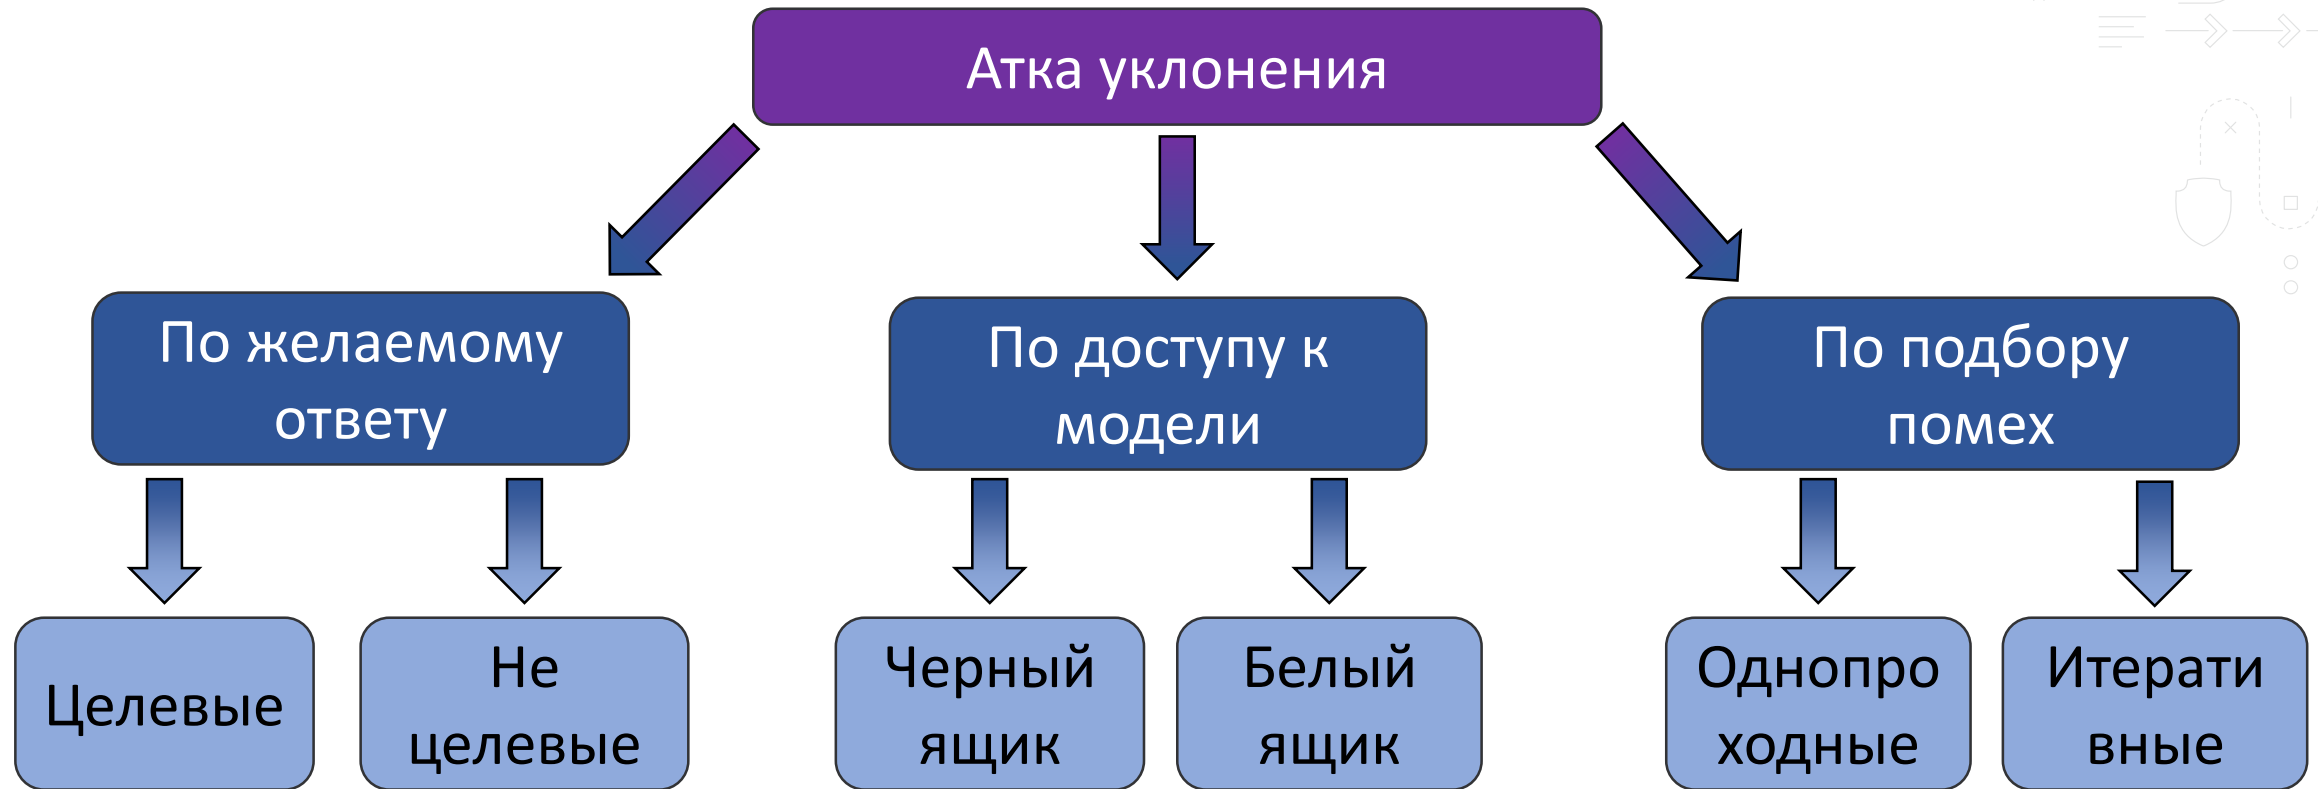 Атка уклонения
По желаемому
ответу
По доступу к
модели
По подбору
помех
Целевые
Не
целевые
Черный
ящик
Белый
ящик
Однопро
ходные
Итерати
вные